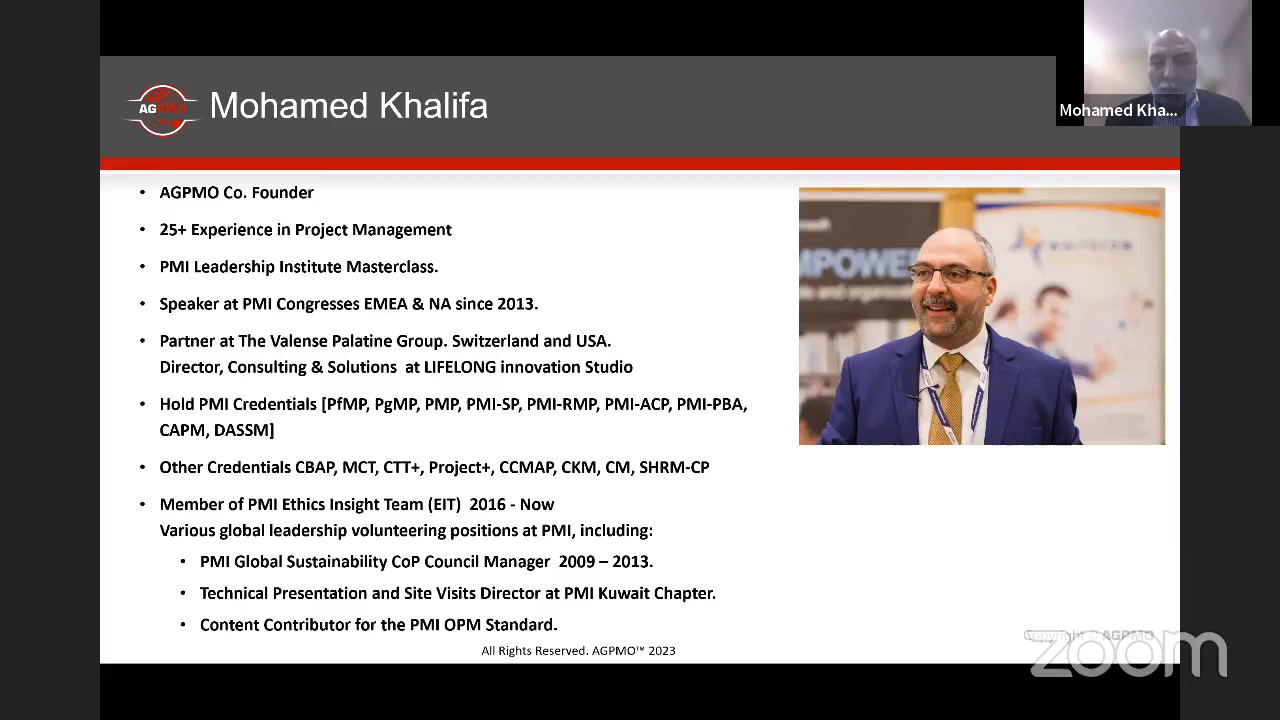 AGPMO
Mohamed Khalifa
Mohamed Kha...
• AGPMO Co. Founder
• 25+ Experience in Project Management
• PMI Leadership Institute Masterclass.
• Speaker at PMI Congresses EMEA & NA since 2013.
• Partner at The Valense Palatine Group. Switzerland and USA.
Director, Consulting & Solutions at LIFELONG innovation Studio
• Hold PMI Credentials [PfMP, PgMP, PMP, PMI-SP, PMI-RMP, PMI-ACP, PMI-PBA,
CAPM, DASSM]
• Other Credentials CBAP, MCT, CTT+, Project+, CCMAP, CKM, CM, SHRM-CP
• Member of PMI Ethics Insight Team (EIT) 2016 - Now
Various global leadership volunteering positions at PMI, including:
• PMI Global Sustainability CoP Council Manager 2009 – 2013.
• Technical Presentation and Site Visits Director at PMI Kuwait Chapter.
• Content Contributor for the PMI OPM Standard.
MPOWE
All Rights Reserved. AGPMO™ 2023
Copyright © AGPMO
zoom